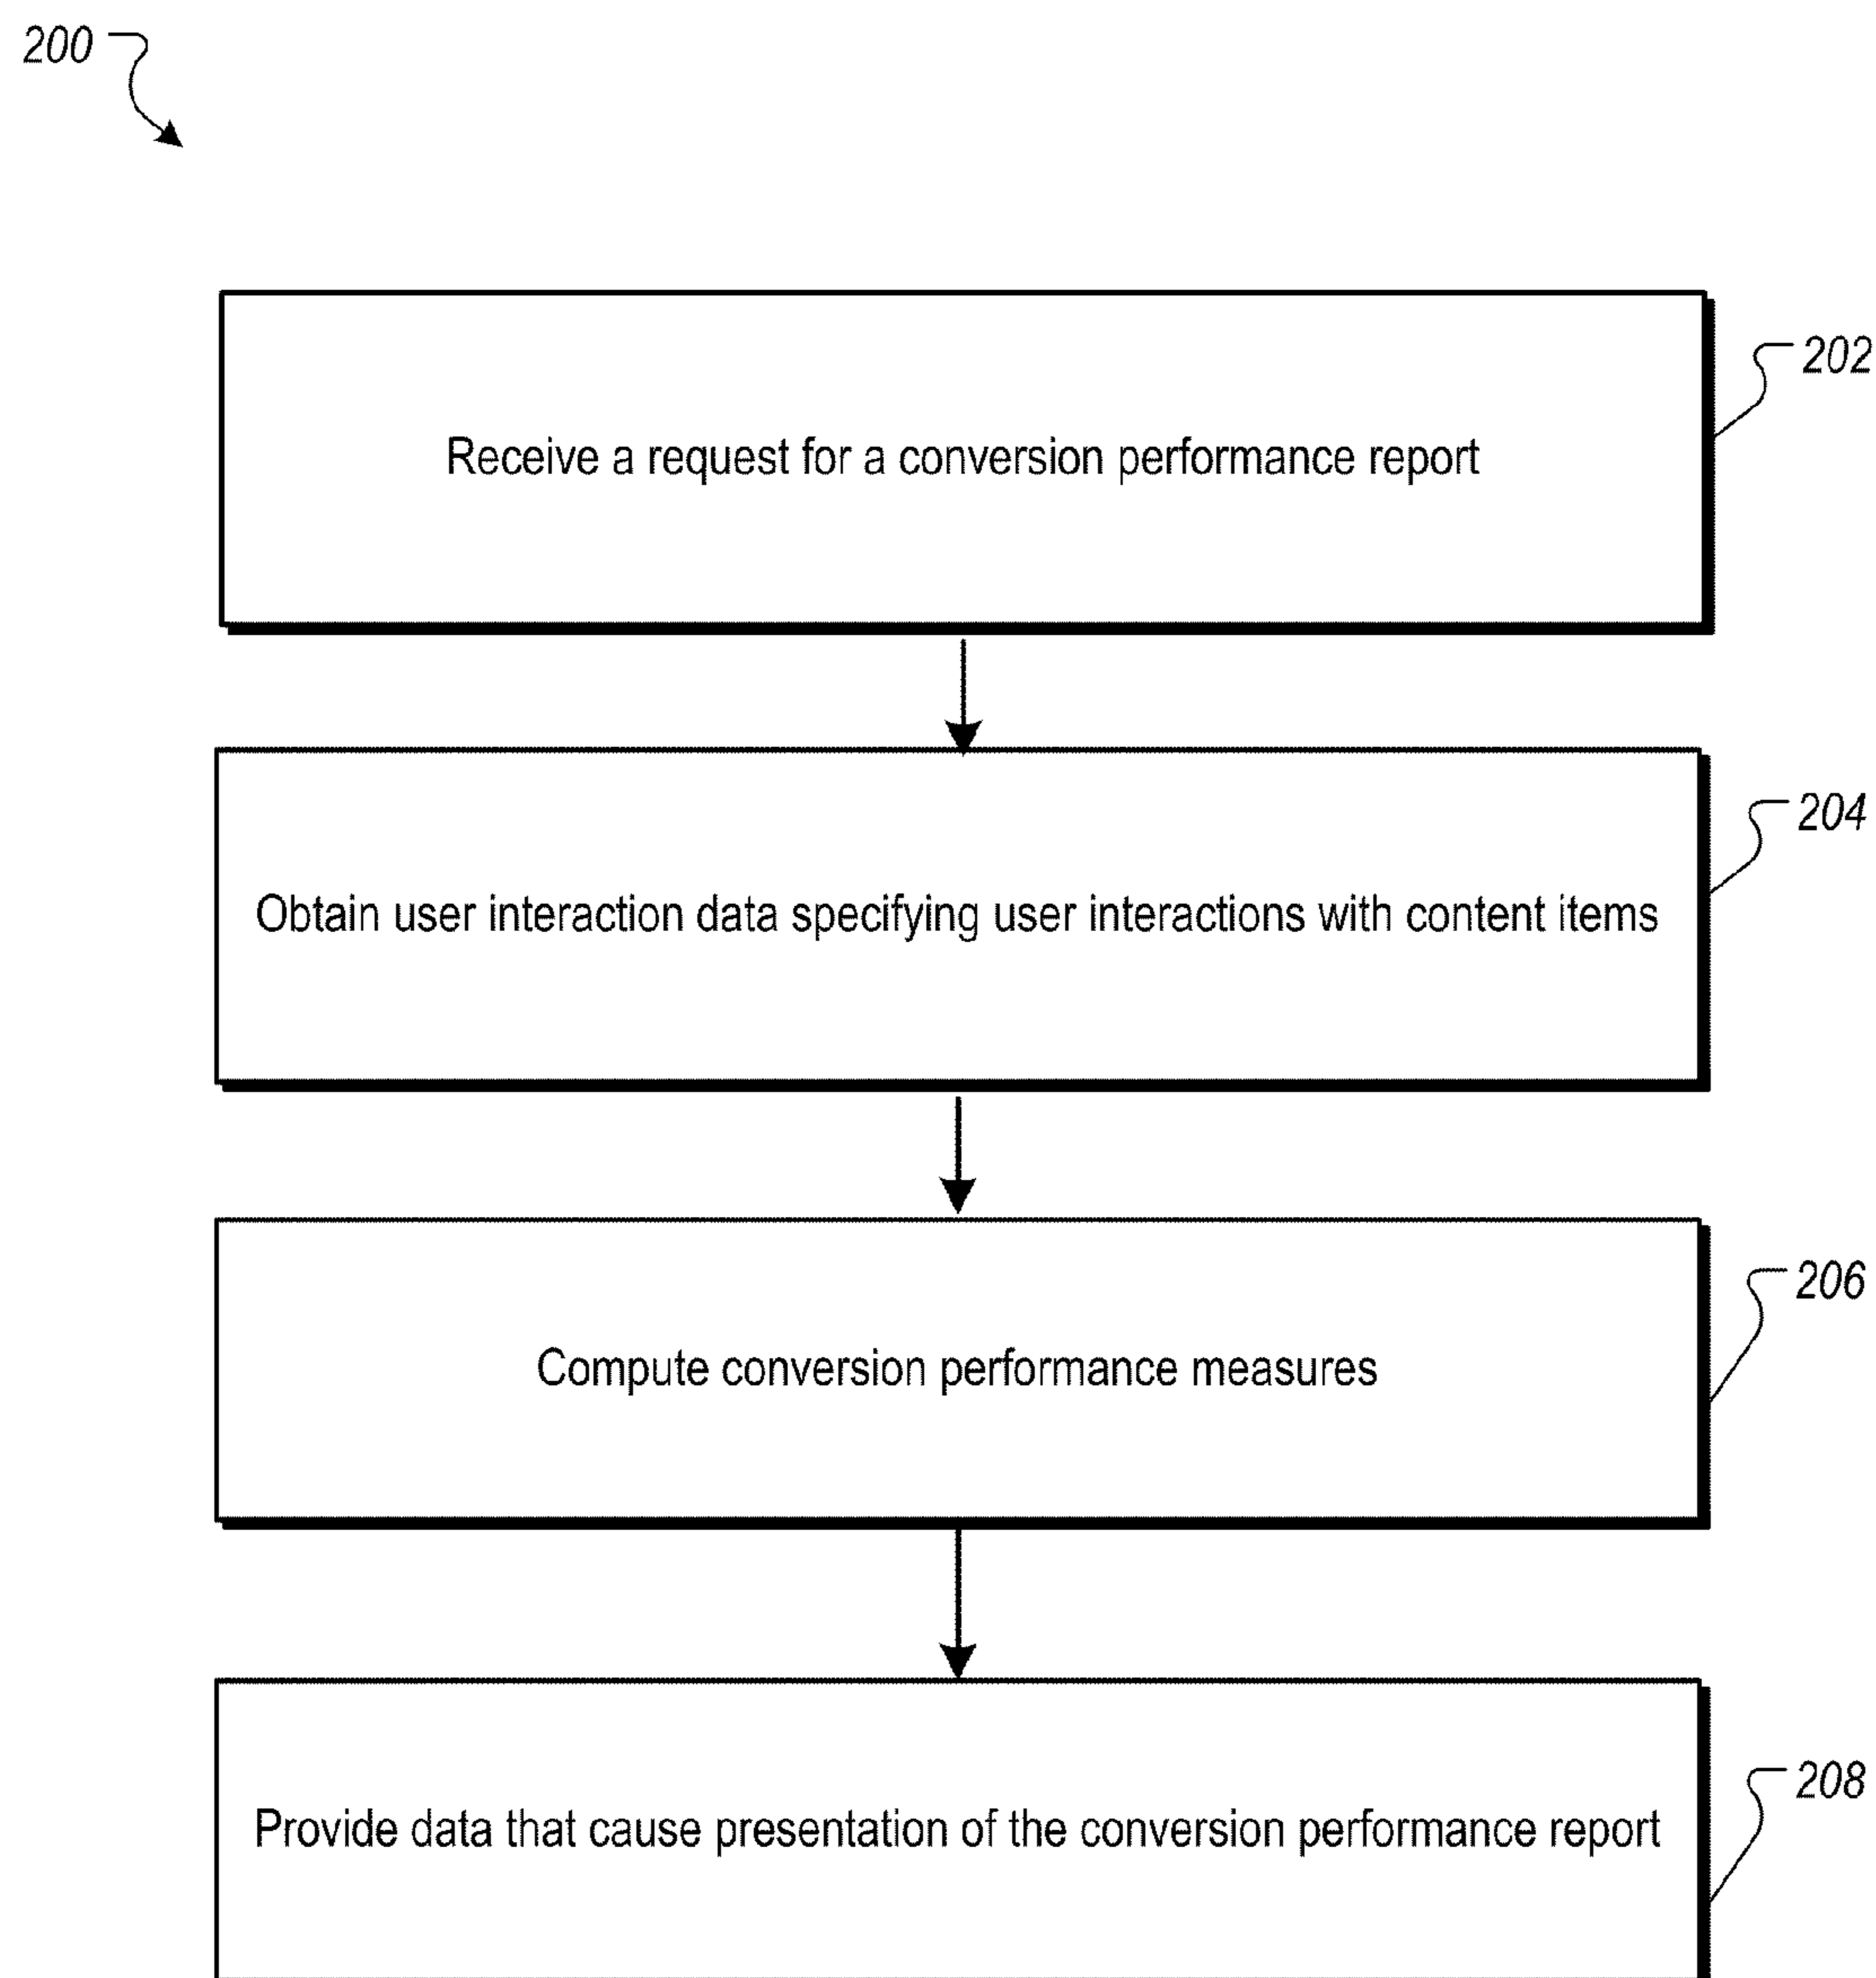 200
202
Receive a request for a conversion performance report
204
Obtain user interaction data specifying user interactions with content items
206
Compute conversion performance measures
208
Provide data that cause presentation of the conversion performance report